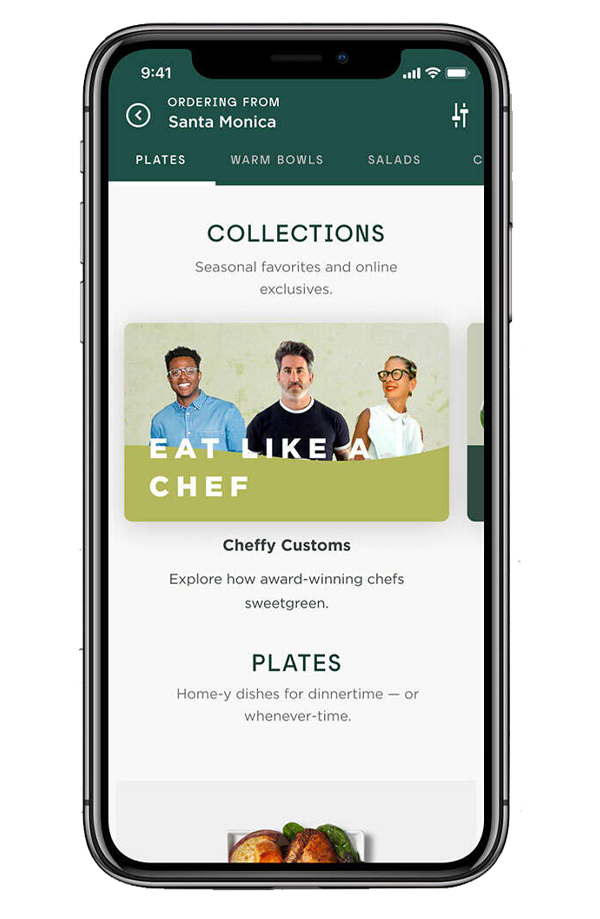 9:41
ORDERING FROM
Santa Monica
PLATES WARM BOWLS SALADS C
COLLECTIONS
Seasonal favorites and online
exclusives.
EAT LIKE A
CHEF
Cheffy Customs
Explore how award-winning chefs
sweetgreen.
PLATES
Home-y dishes for dinnertime — or
whenever-time.